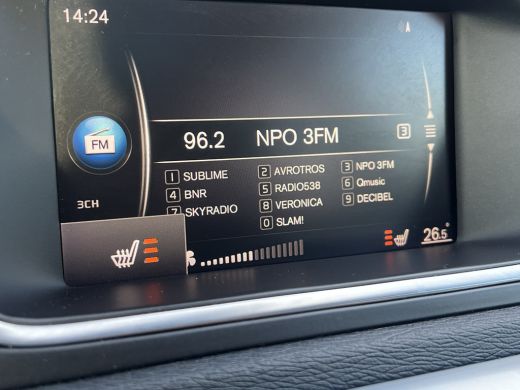 14:24
A
96.2 NPO 3FM 3
FM
1 SUBLIME 2 AVROTROS 3 NPO 3FM
4 BNR 5 RADIO538 6 Qmusic
7 SKYRADIO 8 VERONICA 9 DECIBEL
0 SLAM!
3CH
26.5°